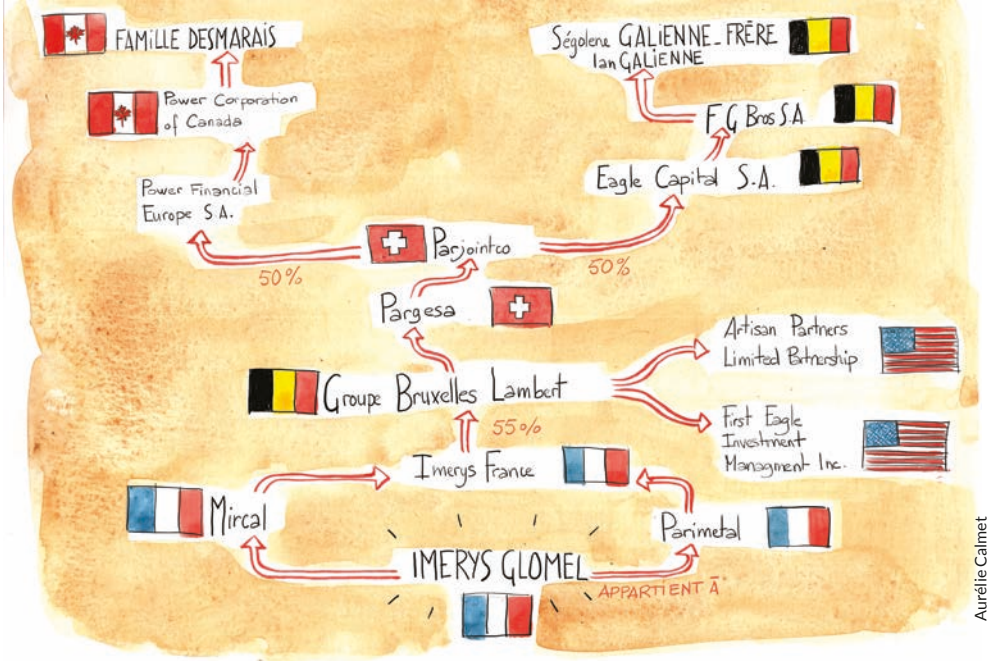 FAMILLE DESMARAIS
Ségolene GALIENNE-FRÈRE
Ian GALIENNE
Power Corporation
of Canada
F.G Bros S.A
Eagle Capital S.A.
Power Financial
Europe S.A.
Parjointco
50%
50%
Pargesa
Artisan Partners
Limited Partnership
Groupe Bruxelles Lambert
First Eagle
Investment
Managment Inc.
55%
Imerys France
Mircal
Parimetal
IMERYS GLOMEL
APPARTIENT À
Aurélie Calmet